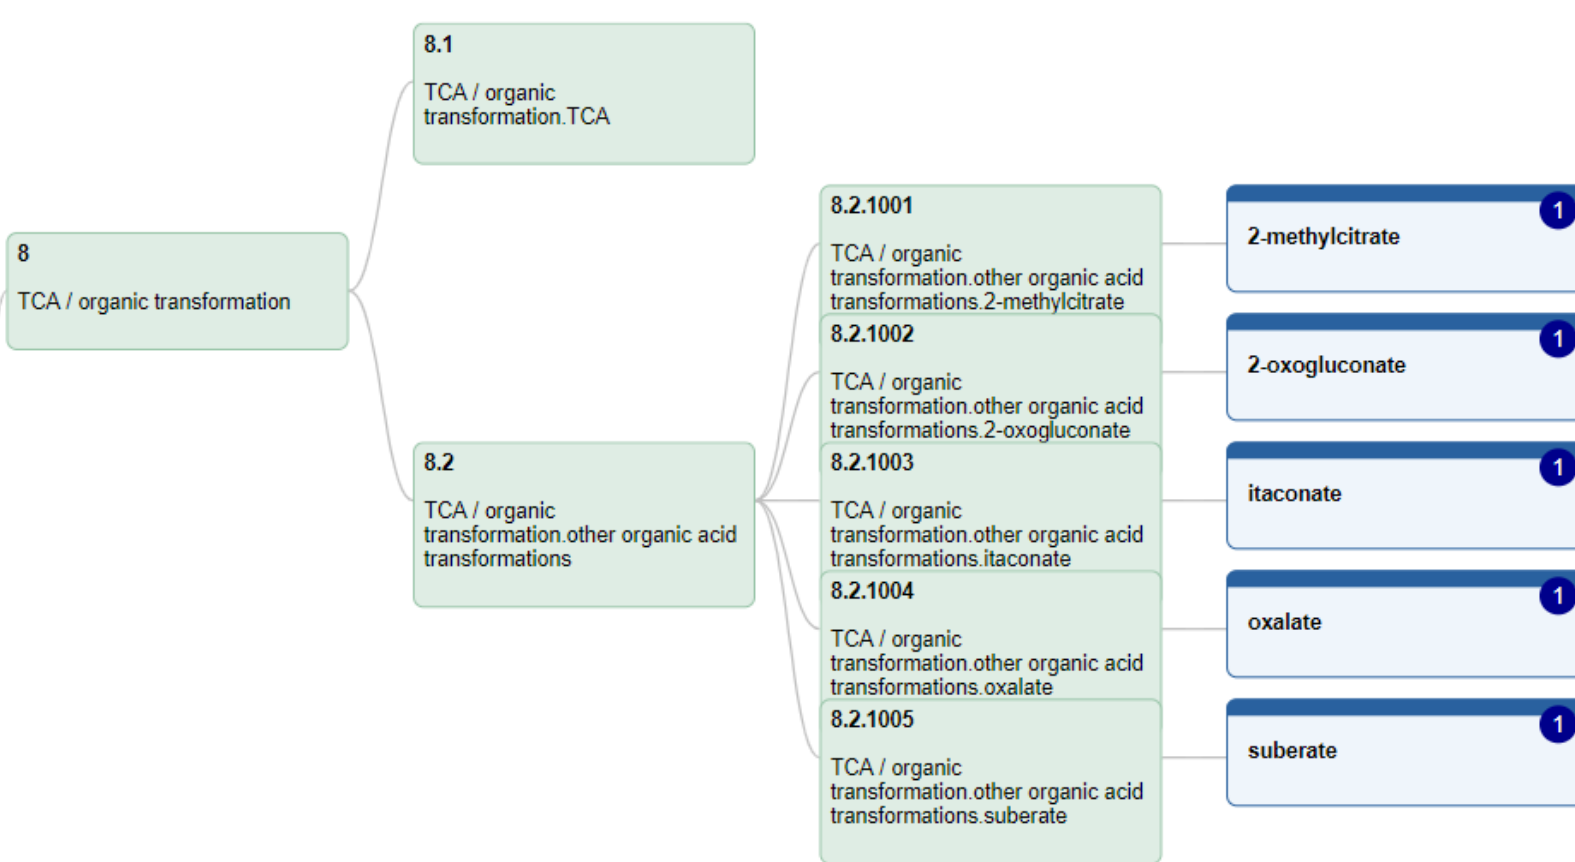 8
TCA / organic transformation
8.1
TCA / organic
transformation.TCA
8.2
TCA / organic
transformation.other organic acid
transformations
8.2.1001
TCA / organic
transformation.other organic acid
transformations.2-methylcitrate
8.2.1002
TCA / organic
transformation.other organic acid
transformations.2-oxogluconate
8.2.1003
TCA / organic
transformation.other organic acid
transformations.itaconate
8.2.1004
TCA / organic
transformation.other organic acid
transformations.oxalate
8.2.1005
TCA / organic
transformation.other organic acid
transformations.suberate
1
2-methylcitrate
1
2-oxogluconate
1
itaconate
1
oxalate
1
suberate